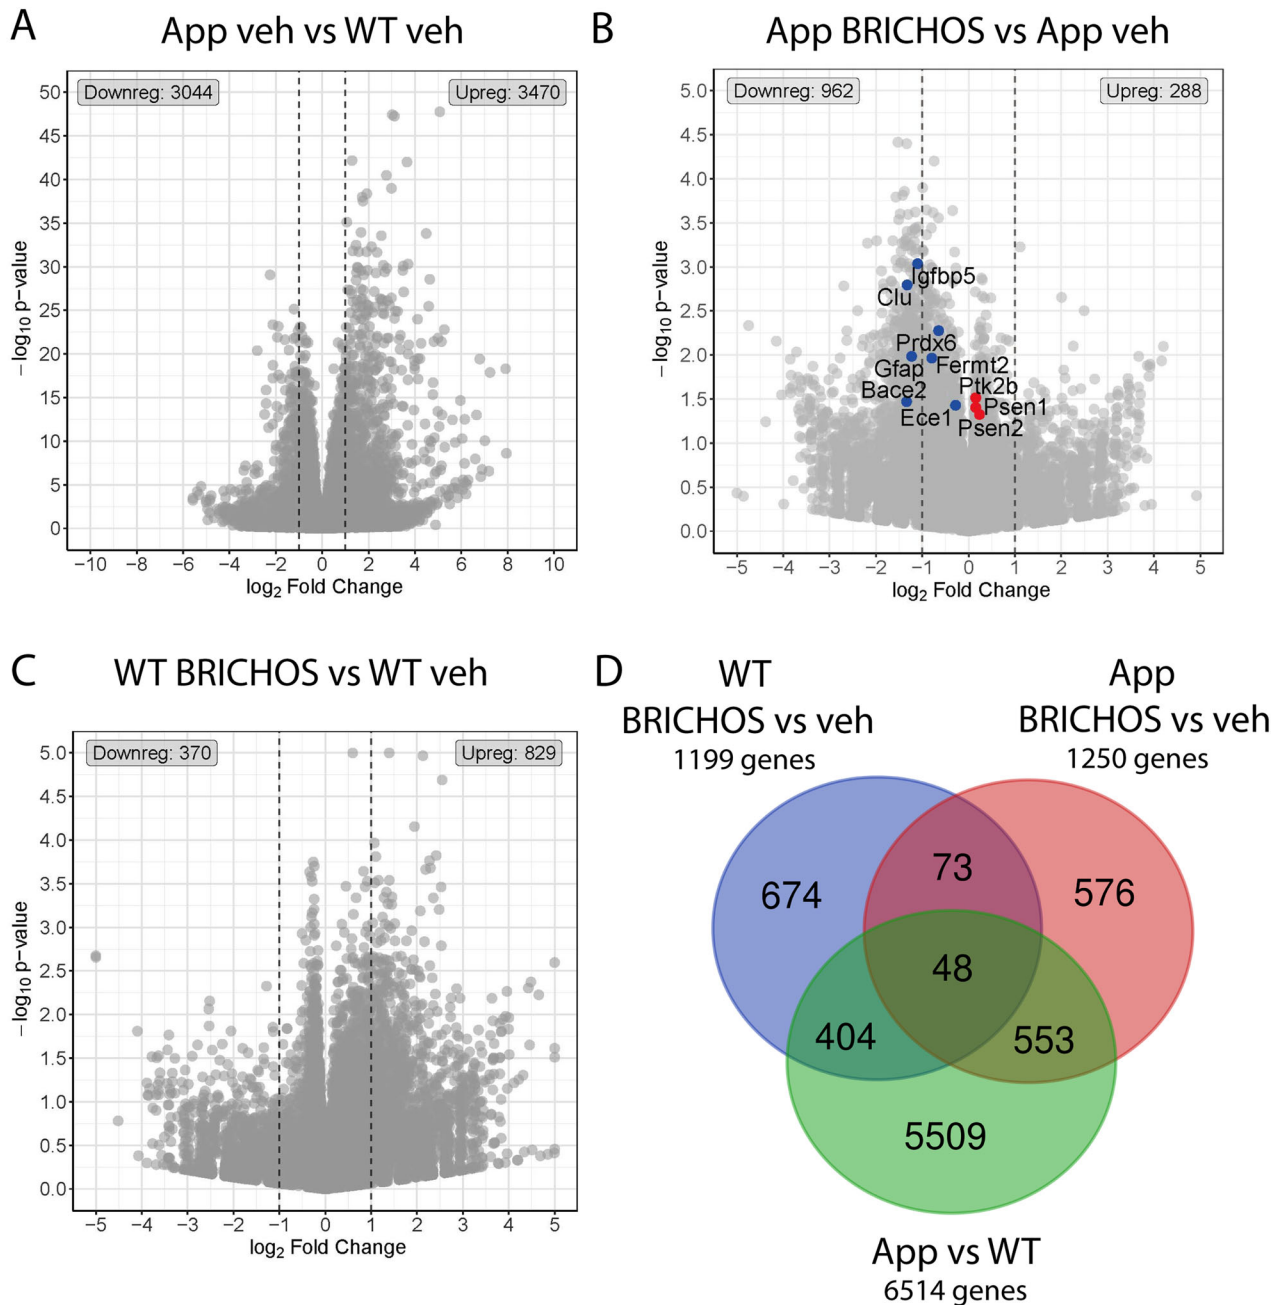 A
App veh vs WT veh
Downreg: 3044
Upreg: 3470
50
45
40
35
30
25
20
15
10
5
0
−log10 p−value
−10 −8 −6 −4 −2 0 2 4 6 8 10
log2 Fold Change
B
App BRICHOS vs App veh
Downreg: 962
Upreg: 288
5.0
4.5
4.0
3.5
3.0
2.5
2.0
1.5
1.0
0.5
0.0
−log10 p−value
Igfbp5
Clu
Prdx6
Gfap
Fermt2
Bace2
Ptk2b
Ece1
Psen1
Psen2
−5 −4 −3 −2 −1 0 1 2 3 4 5
log2 Fold Change
C
WT BRICHOS vs WT veh
Downreg: 370
Upreg: 829
5.0
4.5
4.0
3.5
3.0
2.5
2.0
1.5
1.0
0.5
0.0
−log10 p−value
−5 −4 −3 −2 −1 0 1 2 3 4 5
log2 Fold Change
D
WT
BRICHOS vs veh
1199 genes
App
BRICHOS vs veh
1250 genes
73
674
576
48
404
553
5509
App vs WT
6514 genes